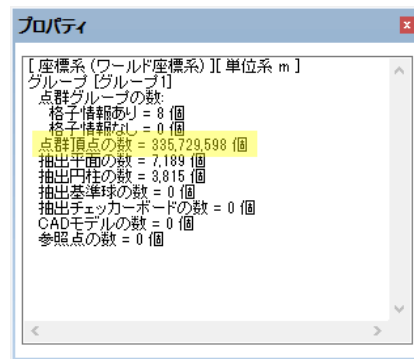 プロパティ
[ 座標系 (ワールド座標系) ][ 単位系 m ]
グループ [グループ1]
点群グループの数:
格子情報あり = 8 個
格子情報なし = 0 個
点群頂点の数 = 335,729,598 個
抽出平面の数 = 7,189 個
抽出円柱の数 = 3,815 個
抽出基準球の数 = 0 個
抽出チェッカーボードの数 = 0 個
CADモデルの数 = 0 個
参照点の数 = 0 個